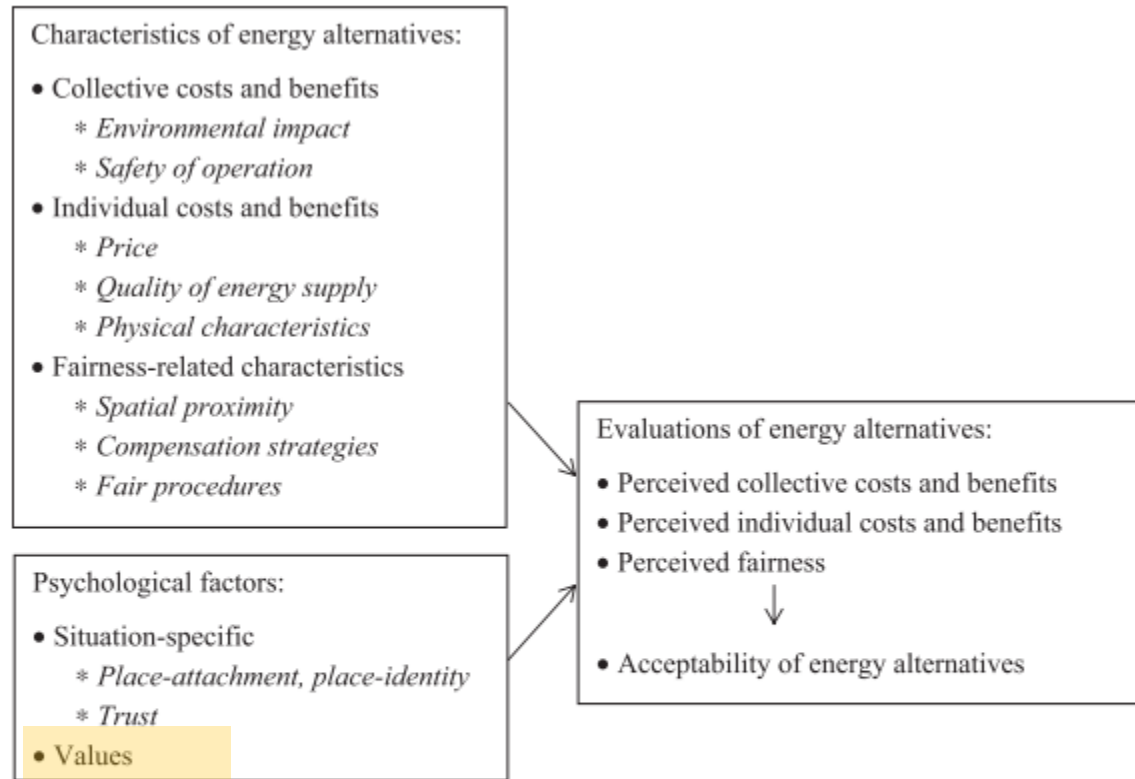 Characteristics of energy alternatives:
• Collective costs and benefits
* Environmental impact
* Safety of operation
• Individual costs and benefits
* Price
* Quality of energy supply
* Physical characteristics
• Fairness-related characteristics
* Spatial proximity
* Compensation strategies
* Fair procedures
Psychological factors:
• Situation-specific
* Place-attachment, place-identity
* Trust
• Values
Evaluations of energy alternatives:
• Perceived collective costs and benefits
• Perceived individual costs and benefits
• Perceived fairness
• Acceptability of energy alternatives